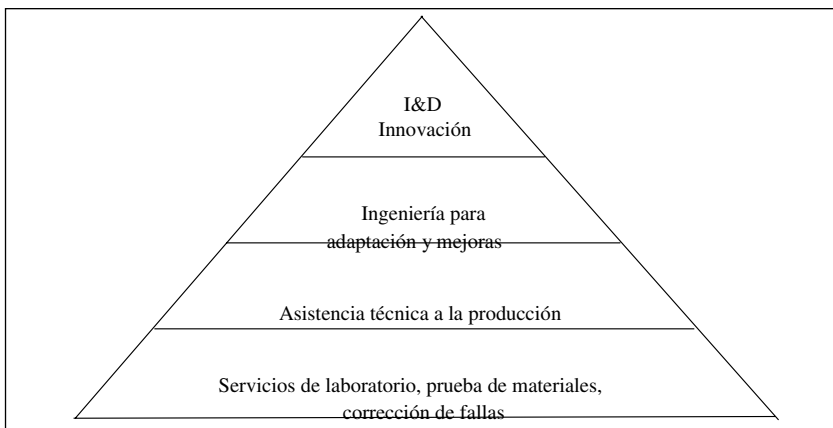 I&D
Innovación
Ingeniería para
adaptación y mejoras
Asistencia técnica a la producción
Servicios de laboratorio, prueba de materiales,
corrección de fallas